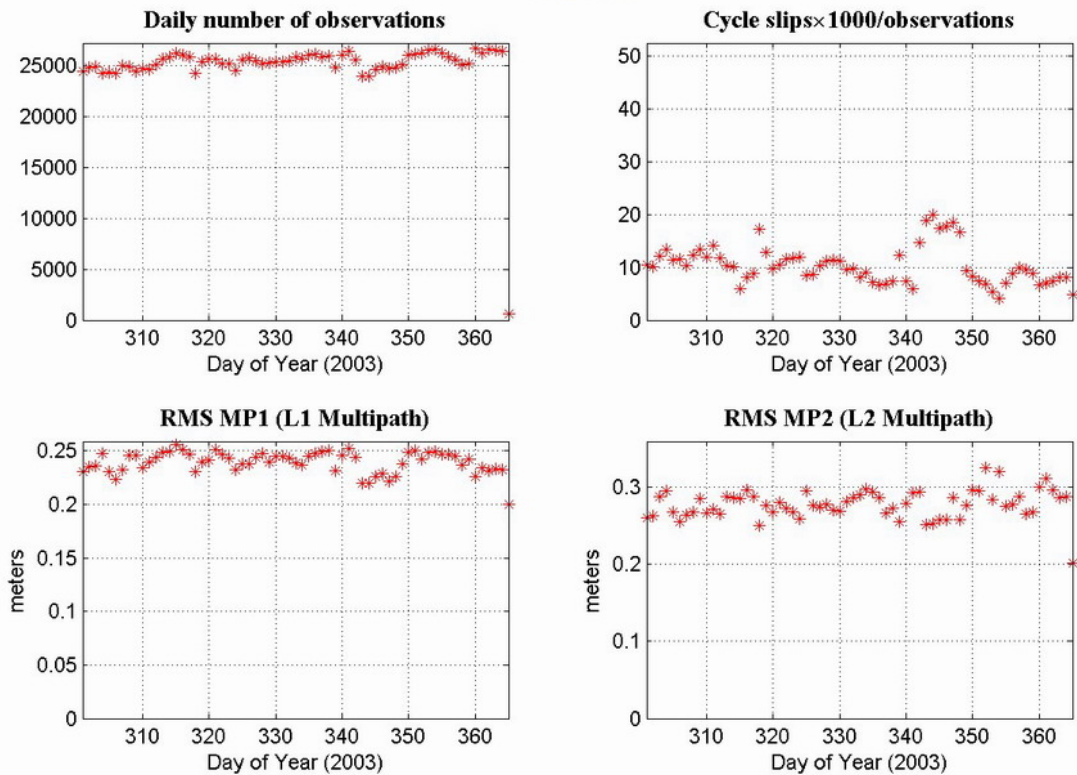 Daily number of observations
25000
20000
15000
10000
5000
0
310 320 330 340 350 360
Day of Year (2003)
Cycle slips×1000/observations
50
40
30
20
10
0
310 320 330 340 350 360
Day of Year (2003)
RMS MP1 (L1 Multipath)
meters
0.25
0.2
0.15
0.1
0.05
0
310 320 330 340 350 360
Day of Year (2003)
RMS MP2 (L2 Multipath)
meters
0.3
0.2
0.1
0
310 320 330 340 350 360
Day of Year (2003)